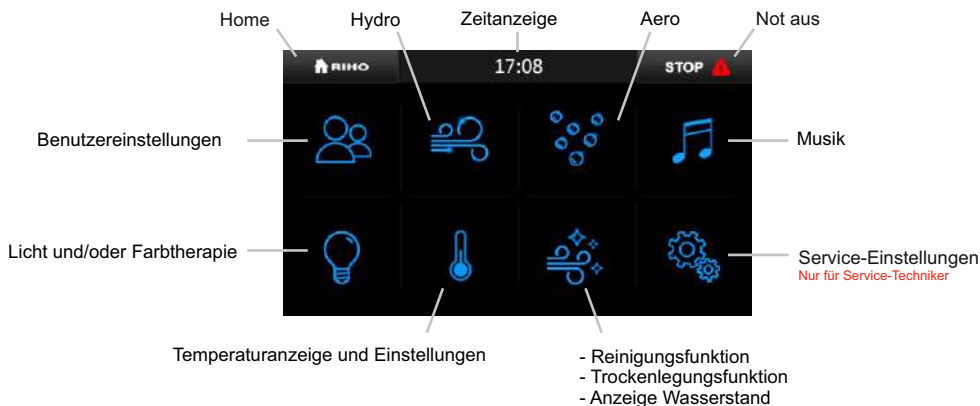 Home
Hydro
Zeitanzeige
Aero
Not aus
RIHO
17:08
STOP
Benutzereinstellungen
Musik
Licht und/oder Farbtherapie
Service-Einstellungen
Nur für Service-Techniker
Temperaturanzeige und Einstellungen
- Reinigungsfunktion
- Trockenlegungsfunktion
- Anzeige Wasserstand